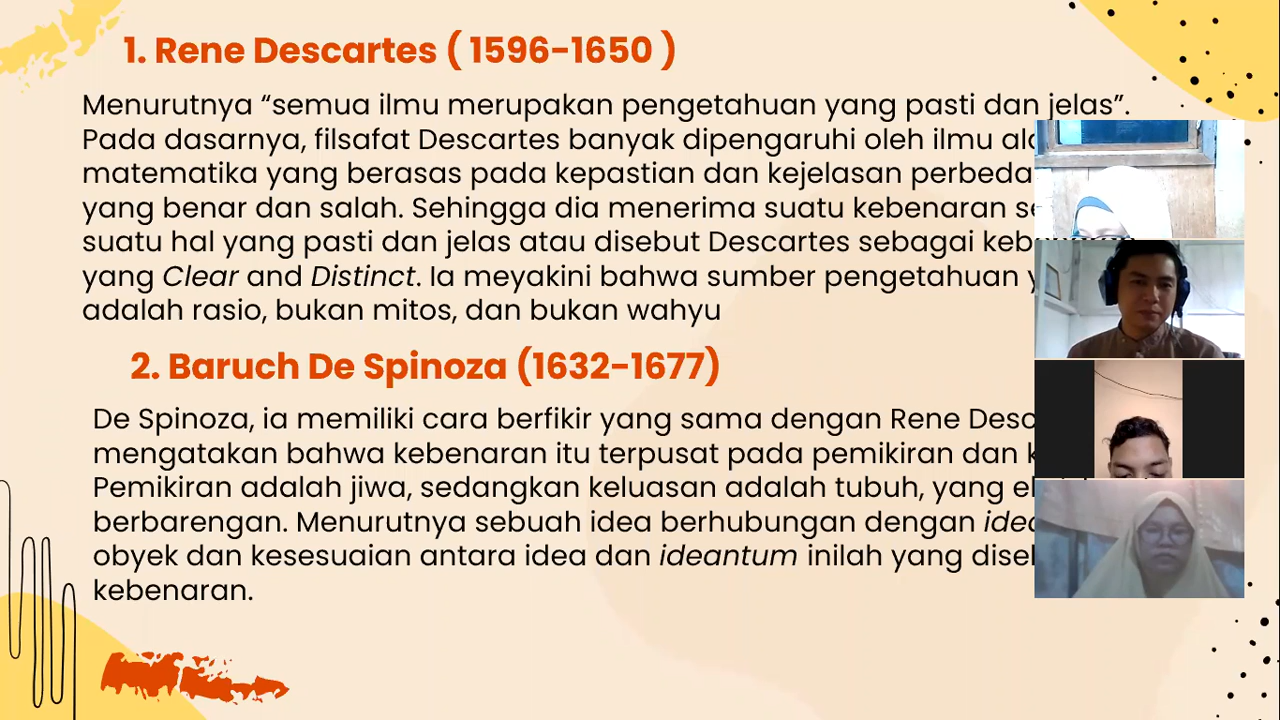 1. Rene Descartes ( 1596-1650 )
Menurutnya “semua ilmu merupakan pengetahuan yang pasti dan jelas”.
Pada dasarnya, filsafat Descartes banyak dipengaruhi oleh ilmu
matematika yang berasas pada kepastian dan kejelasan
yang benar dan salah. Sehingga dia menerima suatu kebenaran
suatu hal yang pasti dan jelas atau disebut Descartes sebagai
yang Clear and Distinct. Ia meyakini bahwa sumber pengetahuan
adalah rasio, bukan mitos, dan bukan wahyu
2. Baruch De Spinoza (1632-1677)
De Spinoza, ia memiliki cara berfikir yang sama dengan Rene
mengatakan bahwa kebenaran itu terpusat pada pemikiran dan
Pemikiran adalah jiwa, sedangkan keluasan adalah tubuh, yang
berbarengan. Menurutnya sebuah idea berhubungan dengan
obyek dan kesesuaian antara idea dan ideantum inilah yang
kebenaran.